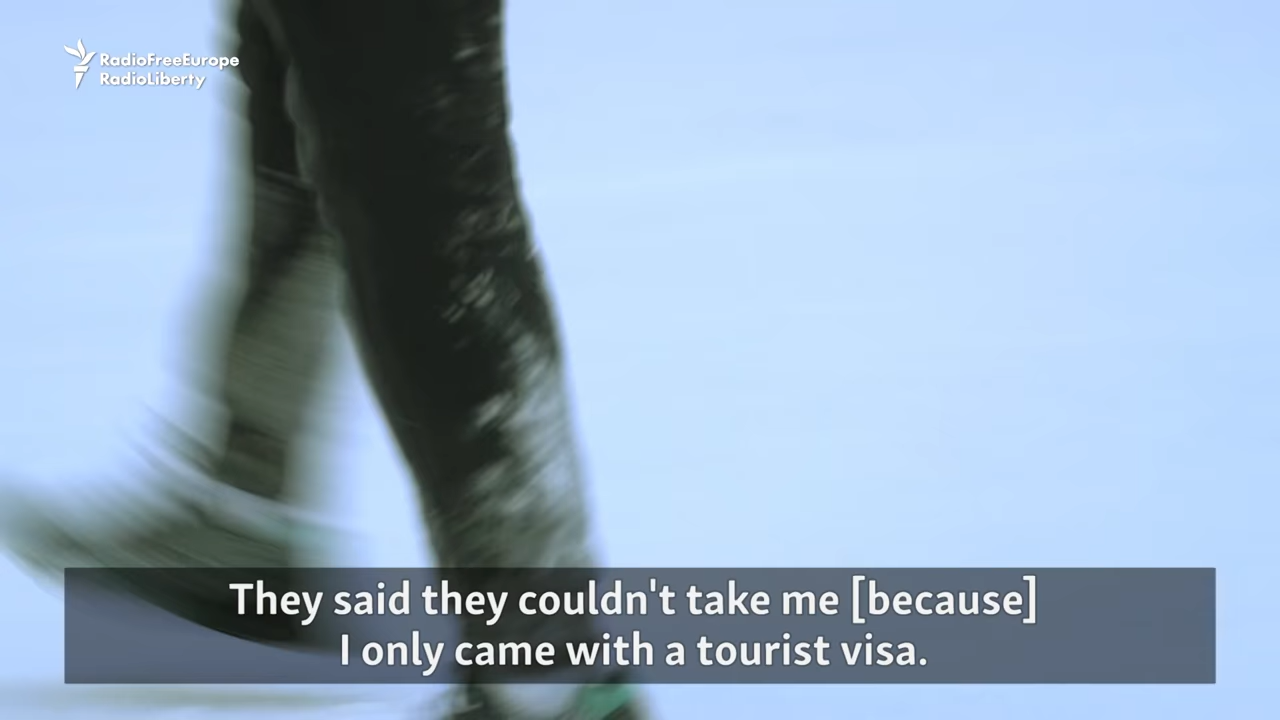 RadioFreeEurope
RadioLiberty
They said they couldn't take me [because]
I only came with a tourist visa.